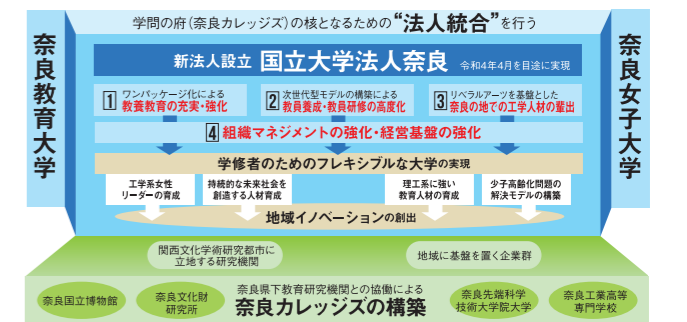 学問の府（奈良カレッジズ）の核となるための“法人統合”を行う
奈良教育大学
奈良女子大学
新法人設立 国立大学法人奈良 令和4年4月を目途に実現
1 ワンパッケージ化による
教養教育の充実・強化
2 次世代型モデルの構築による
教員養成・教員研修の高度化
3 リベラルアーツを基盤とした
奈良の地での工学人材の輩出
4 組織マネジメントの強化・経営基盤の強化
学修者のためのフレキシブルな大学の実現
工学系女性
リーダーの育成
持続的な未来社会を
創造する人材育成
理工系に強い
教育人材の育成
少子高齢化問題の
解決モデルの構築
地域イノベーションの創出
関西文化学術研究都市に
立地する研究機関
地域に基盤を置く企業群
奈良国立博物館
奈良文化財
研究所
奈良県下教育研究機関との協働による
奈良カレッジズの構築
奈良先端科学
技術大学院大学
奈良工業高等
専門学校